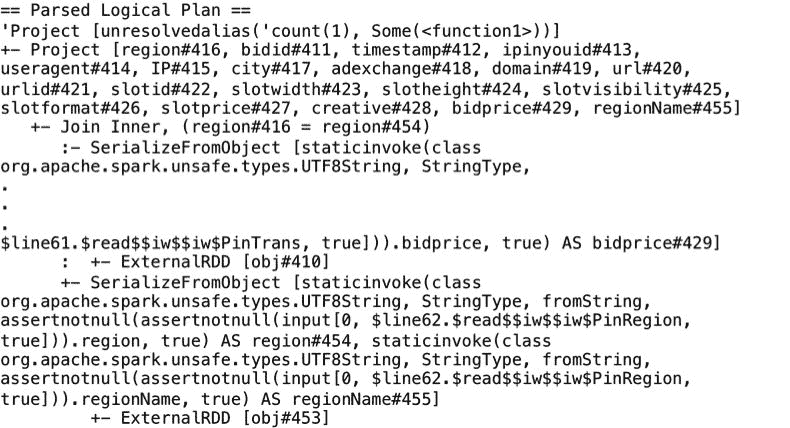 == Parsed Logical Plan ==
'Project [unresolvedalias('count(1), Some(<function1>))]
+- Project [region#416, bidid#411, timestamp#412, ipinyouid#413,
useragent#414, IP#415, city#417, adexchange#418, domain#419, url#420,
urlid#421, slotid#422, slotwidth#423, slotheight#424, slotvisibility#425,
slotformat#426, slotprice#427, creative#428, bidprice#429, regionName#455]
   +- Join Inner, (region#416 = region#454)
      :- SerializeFromObject [staticinvoke(class
org.apache.spark.unsafe.types.UTF8String, StringType,
.
.
.
$line61.$read$$iw$$iw$PinTrans, true])).bidprice, true) AS bidprice#429]
      :  +- ExternalRDD [obj#410]
      +- SerializeFromObject [staticinvoke(class
org.apache.spark.unsafe.types.UTF8String, StringType, fromString,
assertnotnull(assertnotnull(input[0, $line62.$read$$iw$$iw$PinRegion,
true])).region, true) AS region#454, staticinvoke(class
org.apache.spark.unsafe.types.UTF8String, StringType, fromString,
assertnotnull(assertnotnull(input[0, $line62.$read$$iw$$iw$PinRegion,
true])).regionName, true) AS regionName#455]
         +- ExternalRDD [obj#453]